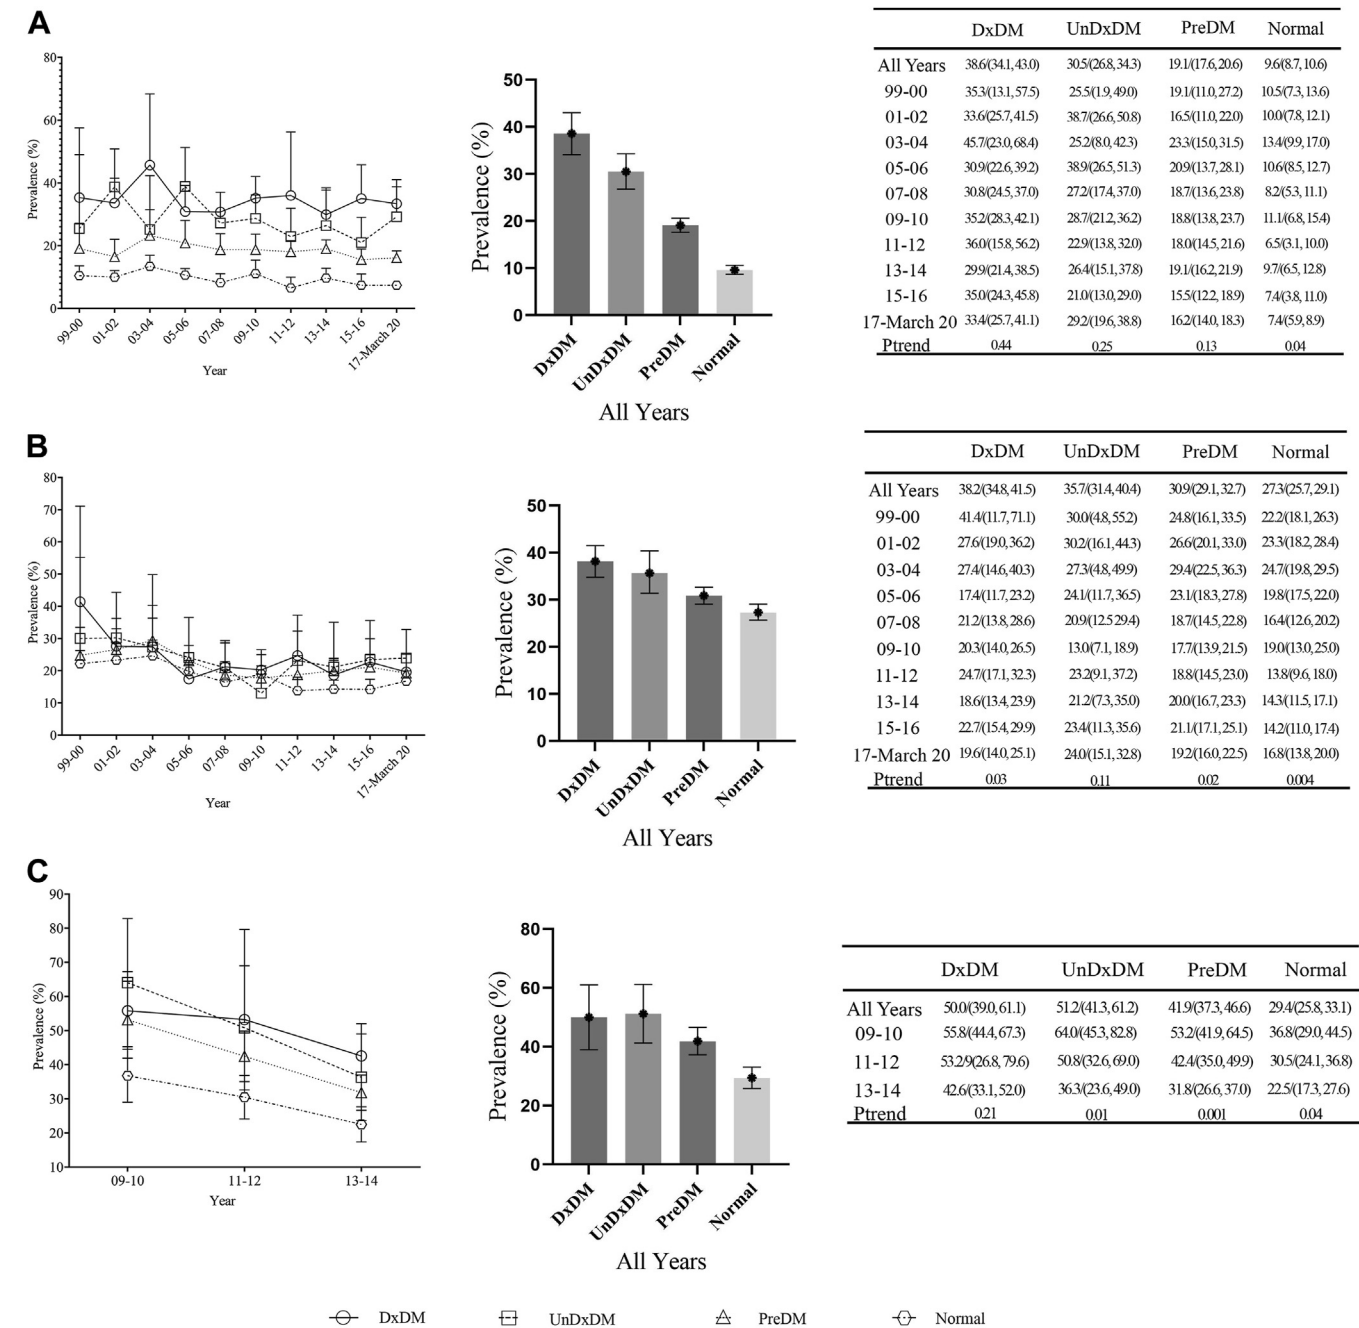 A
80
60
40
20
0
Prevalence (%)
99-00
01-02
03-04
05-06
07-08
09-10
11-12
13-14
15-16
17-March 20
Year
50
40
30
20
10
0
Prevalence (%)
DxDM
UnDxDM
PreDM
Normal
All Years
DxDM UnDxDM PreDM Normal
All Years 38.6/(34.1, 43.0) 30.5/(26.8, 34.3) 19.1/(17.6, 20.6) 9.6/(8.7, 10.6)
99-00 35.3/(13.1, 57.5) 25.5/(1.9, 49.0) 19.1/(11.0, 27.2) 10.5/(7.3, 13.6)
01-02 33.6/(25.7, 41.5) 38.7/(26.6, 50.8) 16.5/(11.0, 22.0) 10.0/(7.8, 12.1)
03-04 45.7/(23.0, 68.4) 25.2/(8.0, 42.3) 23.3/(15.0, 31.5) 13.4/(9.9, 17.0)
05-06 30.9/(22.6, 39.2) 38.9/(26.5, 51.3) 20.9/(13.7, 28.1) 10.6/(8.5, 12.7)
07-08 30.8/(24.5, 37.0) 27.2/(17.4, 37.0) 18.7/(13.6, 23.8) 8.2/(5.3, 11.1)
09-10 35.2/(28.3, 42.1) 28.7/(21.2, 36.2) 18.8/(13.8, 23.7) 11.1/(6.8, 15.4)
11-12 36.0/(15.8, 56.2) 22.9/(13.8, 32.0) 18.0/(14.5, 21.6) 6.5/(3.1, 10.0)
13-14 29.9/(21.4, 38.5) 26.4/(15.1, 37.8) 19.1/(16.2, 21.9) 9.7/(6.5, 12.8)
15-16 35.0/(24.3, 45.8) 21.0/(13.0, 29.0) 15.5/(12.2, 18.9) 7.4/(3.8, 11.0)
17-March 20 33.4/(25.7, 41.1) 29.2/(19.6, 38.8) 16.2/(14.0, 18.3) 7.4/(5.9, 8.9)
Ptrend 0.44 0.25 0.13 0.04
B
80
70
60
50
40
30
20
10
0
Prevalence (%)
99-00
01-02
03-04
05-06
07-08
09-10
11-12
13-14
15-16
17-March 20
Year
50
40
30
20
10
0
Prevalence (%)
DxDM
UnDxDM
PreDM
Normal
All Years
DxDM UnDxDM PreDM Normal
All Years 38.2/(34.8, 41.5) 35.7/(31.4, 40.4) 30.9/(29.1, 32.7) 27.3/(25.7, 29.1)
99-00 41.4/(11.7, 71.1) 30.0/(4.8, 55.2) 24.8/(16.1, 33.5) 22.2/(18.1, 26.3)
01-02 27.6/(19.0, 36.2) 30.2/(16.1, 44.3) 26.6/(20.1, 33.0) 23.3/(18.2, 28.4)
03-04 27.4/(14.6, 40.3) 27.3/(4.8, 49.9) 29.4/(22.5, 36.3) 24.7/(19.8, 29.5)
05-06 17.4/(11.7, 23.2) 24.1/(11.7, 36.5) 23.1/(18.3, 27.8) 19.8/(17.5, 22.0)
07-08 21.2/(13.8, 28.6) 20.9/(12.5 29.4) 18.7/(14.5, 22.8) 16.4/(12.6, 20.2)
09-10 20.3/(14.0, 26.5) 13.0/(7.1, 18.9) 17.7/(13.9, 21.5) 19.0/(13.0, 25.0)
11-12 24.7/(17.1, 32.3) 23.2/(9.1, 37.2) 18.8/(14.5, 23.0) 13.8/(9.6, 18.0)
13-14 18.6/(13.4, 23.9) 21.2/(7.3, 35.0) 20.0/(16.7, 23.3) 14.3/(11.5, 17.1)
15-16 22.7/(15.4, 29.9) 23.4/(11.3, 35.6) 21.1/(17.1, 25.1) 14.2/(11.0, 17.4)
17-March 20 19.6/(14.0, 25.1) 24.0/(15.1, 32.8) 19.2/(16.0, 22.5) 16.8/(13.8, 20.0)
Ptrend 0.03 0.11 0.02 0.004
C
90
80
70
60
50
40
30
20
10
Prevalence (%)
09-10
11-12
13-14
Year
80
60
40
20
0
Prevalence (%)
DxDM
UnDxDM
PreDM
Normal
All Years
DxDM UnDxDM PreDM Normal
All Years 50.0/(39.0, 61.1) 51.2/(41.3, 61.2) 41.9/(37.3, 46.6) 29.4/(25.8, 33.1)
09-10 55.8/(44.4, 67.3) 64.0/(45.3, 82.8) 53.2/(41.9, 64.5) 36.8/(29.0, 44.5)
11-12 53.2/9(26.8, 79.6) 50.8/(32.6, 69.0) 42.4/(35.0, 49.9) 30.5/(24.1, 36.8)
13-14 42.6/(33.1, 52.0) 36.3/(23.6, 49.0) 31.8/(26.6, 37.0) 22.5/(17.3, 27.6)
Ptrend 0.21 0.01 0.001 0.04
DxDM UnDxDM PreDM Normal